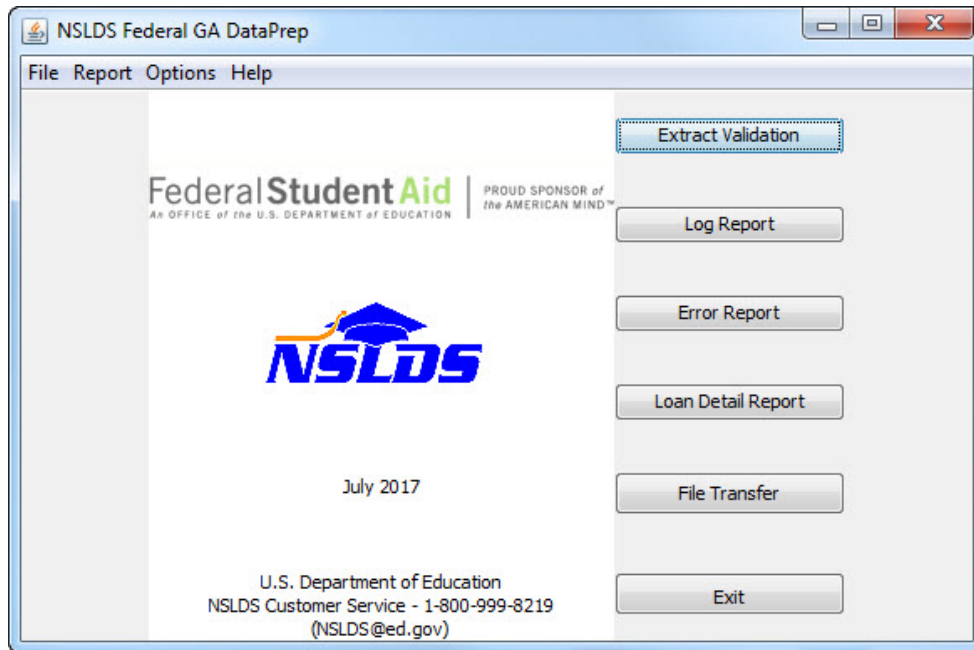 NSLDS Federal GA DataPrep
File Report Options Help
Federal Student Aid
An OFFICE of the U.S. DEPARTMENT of EDUCATION
PROUD SPONSOR of
the AMERICAN MIND™
NSLDS
July 2017
U.S. Department of Education
NSLDS Customer Service - 1-800-999-8219
(NSLDS@ed.gov)
Extract Validation
Log Report
Error Report
Loan Detail Report
File Transfer
Exit